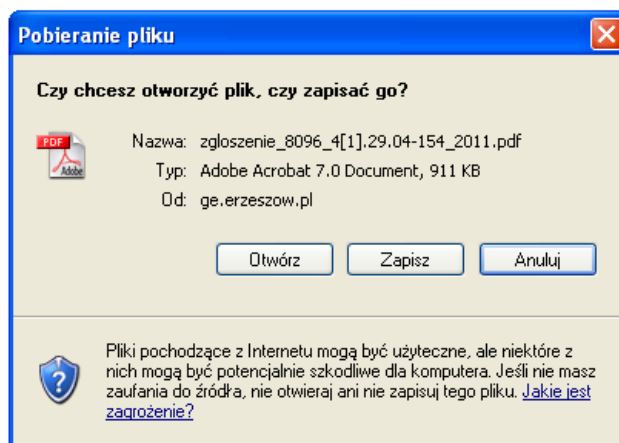 Pobieranie pliku
Czy chcesz otworzyć plik, czy zapisać go?
PDF
Adobe
Nazwa: zgloszenie_8096_4[1].29.04-154_2011.pdf
Typ: Adobe Acrobat 7.0 Document, 911 KB
Od: ge.erzeszow.pl
Otwórz Zapisz Anuluj
Pliki pochodzące z Internetu mogą być użyteczne, ale niektóre z
nich mogą być potencjalnie szkodliwe dla komputera. Jeśli nie masz
zaufania do źródła, nie otwieraj ani nie zapisuj tego pliku. Jakie jest
zagrożenie?